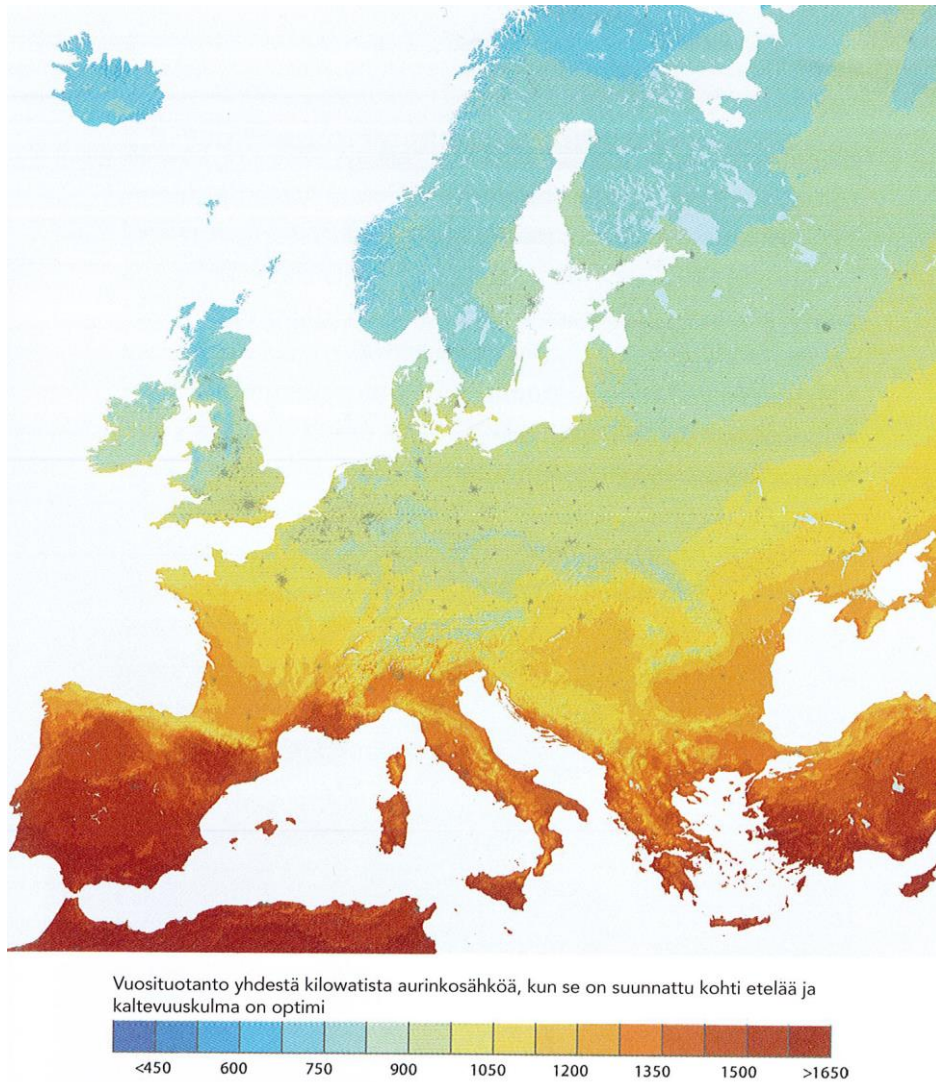 Vuosituotanto yhdestä kilowatista aurinkosähköä, kun se on suunnattu kohti etelää ja
kaltevuuskulma on optimi
<450 600 750 900 1050 1200 1350 1500 >1650